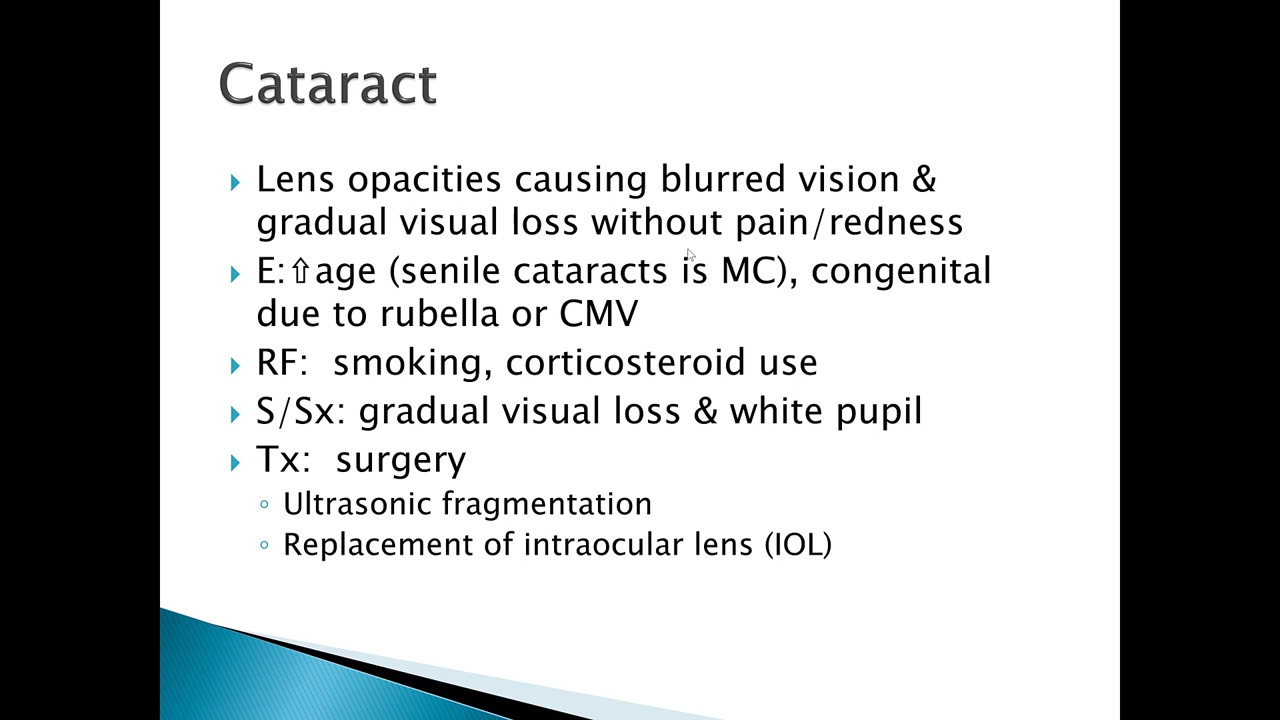 Cataract
Lens opacities causing blurred vision &
gradual visual loss without pain/redness
E:⇧age (senile cataracts is MC), congenital
due to rubella or CMV
RF:  smoking, corticosteroid use
S/Sx: gradual visual loss & white pupil
Tx:  surgery
Ultrasonic fragmentation
Replacement of intraocular lens (IOL)